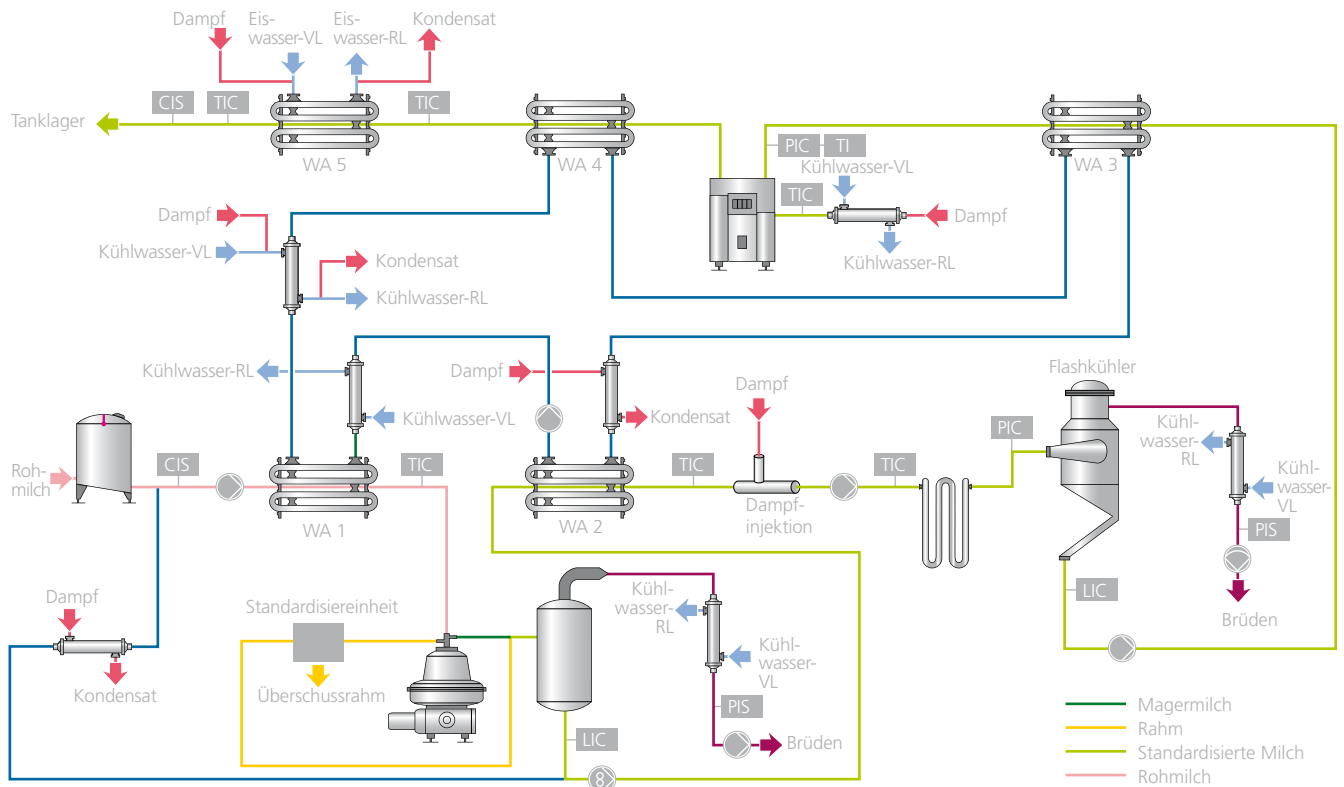 Dampf
Eis-
wasser-VL
Eis-
wasser-RL
Kondensat
CIS
TIC
TIC
Tanklager
WA 5
WA 4
WA 3
PIC
TI
Kühlwasser-VL
TIC
Dampf
Kühlwasser-RL
Dampf
Kühlwasser-VL
Kondensat
Kühlwasser-RL
Kühlwasser-RL
Kühlwasser-VL
Dampf
Kondensat
Dampf
Flashkühler
PIC
Kühl-
wasser-
RL
Kühl-
wasser-
VL
PIS
Brüden
Roh-
milch
CIS
TIC
WA 1
TIC
WA 2
Dampf-
injektion
TIC
LIC
Dampf
Kondensat
Standardisiereinheit
Überschussrahm
Kühl-
wasser-
RL
Kühl-
wasser-
VL
PIS
Brüden
LIC
8
Magermilch
Rahm
Standardisierte Milch
Rohmilch